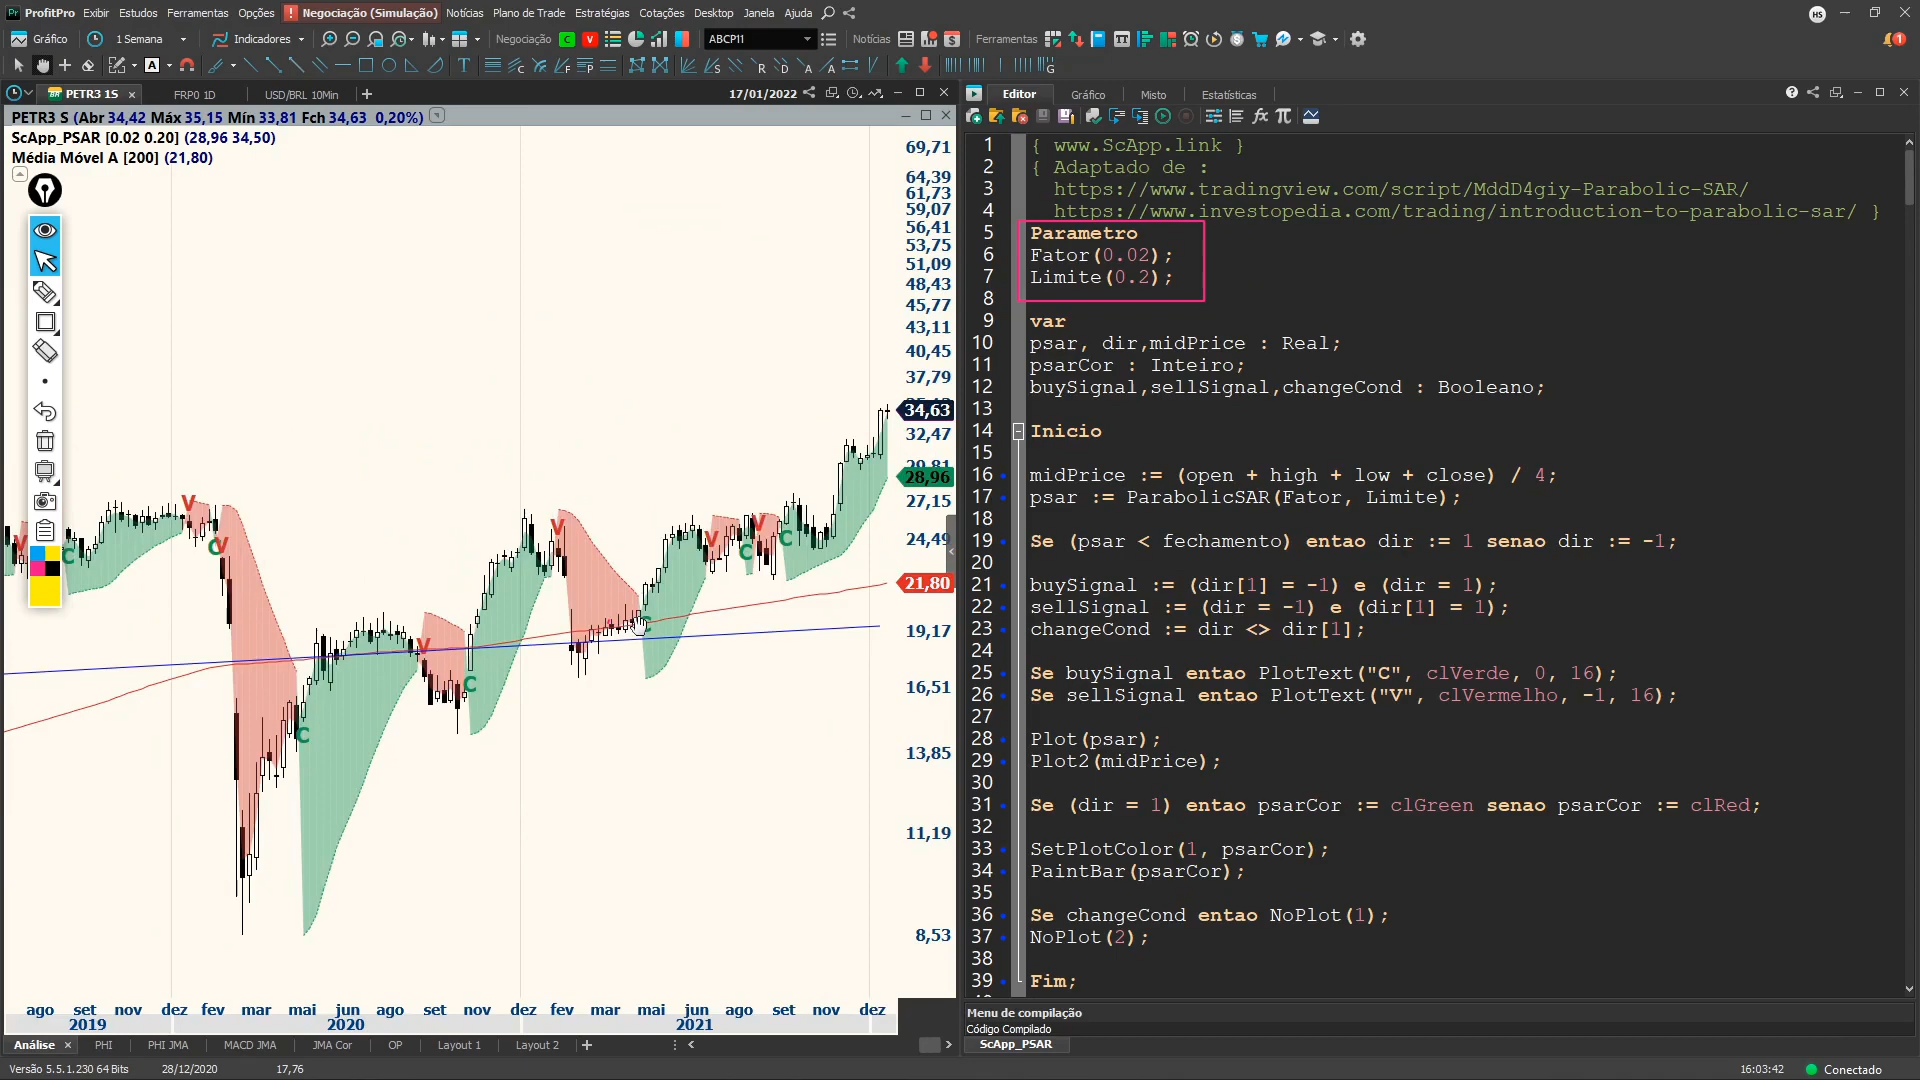 ProfitPro Exibir Estudos Ferramentas Opções Negociação (Simulação) Notícias Plano de Trade Estratégias Cotações Desktop Janela Ajuda HS
Gráfico 1 Semana Indicadores Negociação C V ABCP11 Notícias Ferramentas 1
PETR3 1S FRP0 1D USD/BRL 10Min 17/01/2022
PETR3 S (Abr 34,42 Máx 35,15 Mín 33,81 Fch 34,63 0,20%)
ScApp_PSAR [0.02 0.20] (28,96 34,50)
Média Móvel A [200] (21,80)
69,71
64,39
61,73
59,07
56,41
53,75
51,09
48,43
45,77
43,11
40,45
37,79
34,63
32,47
29,81
28,96
27,15
24,49
21,80
19,17
16,51
13,85
11,19
8,53
V V V V V V V
C C C C C C C
ago set nov dez fev mar mai jun ago set nov dez fev mar mai jun ago set nov dez
2019 2020 2021
Análise PHI PHI JMA MACD JMA JMA Cor OP Layout 1 Layout 2
Editor Gráfico Misto Estatísticas
1 { www.ScApp.link }
2 { Adaptado de :
3 https://www.tradingview.com/script/MddD4giy-Parabolic-SAR/
4 https://www.investopedia.com/trading/introduction-to-parabolic-sar/ }
5 Parametro
6 Fator(0.02);
7 Limite(0.2);
8
9 var
10 psar, dir,midPrice : Real;
11 psarCor : Inteiro;
12 buySignal,sellSignal,changeCond : Booleano;
13
14 Inicio
15
16 midPrice := (open + high + low + close) / 4;
17 psar := ParabolicSAR(Fator, Limite);
18
19 Se (psar < fechamento) entao dir := 1 senao dir := -1;
20
21 buySignal := (dir[1] = -1) e (dir = 1);
22 sellSignal := (dir = -1) e (dir[1] = 1);
23 changeCond := dir <> dir[1];
24
25 Se buySignal entao PlotText("C", clVerde, 0, 16);
26 Se sellSignal entao PlotText("V", clVermelho, -1, 16);
27
28 Plot(psar);
29 Plot2(midPrice);
30
31 Se (dir = 1) entao psarCor := clGreen senao psarCor := clRed;
32
33 SetPlotColor(1, psarCor);
34 PaintBar(psarCor);
35
36 Se changeCond entao NoPlot(1);
37 NoPlot(2);
38
39 Fim;
Menu de compilação
Código Compilado
ScApp_PSAR
Versão 5.5.1.230 64 Bits 28/12/2020 17,76 16:03:42 Conectado